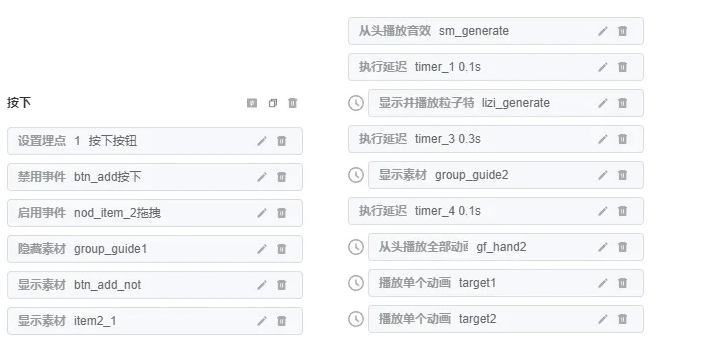 按下
设置埋点 1 按下按钮
禁用事件 btn_add按下
启用事件 nod_item_2拖拽
隐藏素材 group_guide1
显示素材 btn_add_not
显示素材 item2_1
从头播放音效 sm_generate
执行延迟 timer_1 0.1s
显示并播放粒子特 lizi_generate
执行延迟 timer_3 0.3s
显示素材 group_guide2
执行延迟 timer_4 0.1s
从头播放全部动画 gf_hand2
播放单个动画 target1
播放单个动画 target2